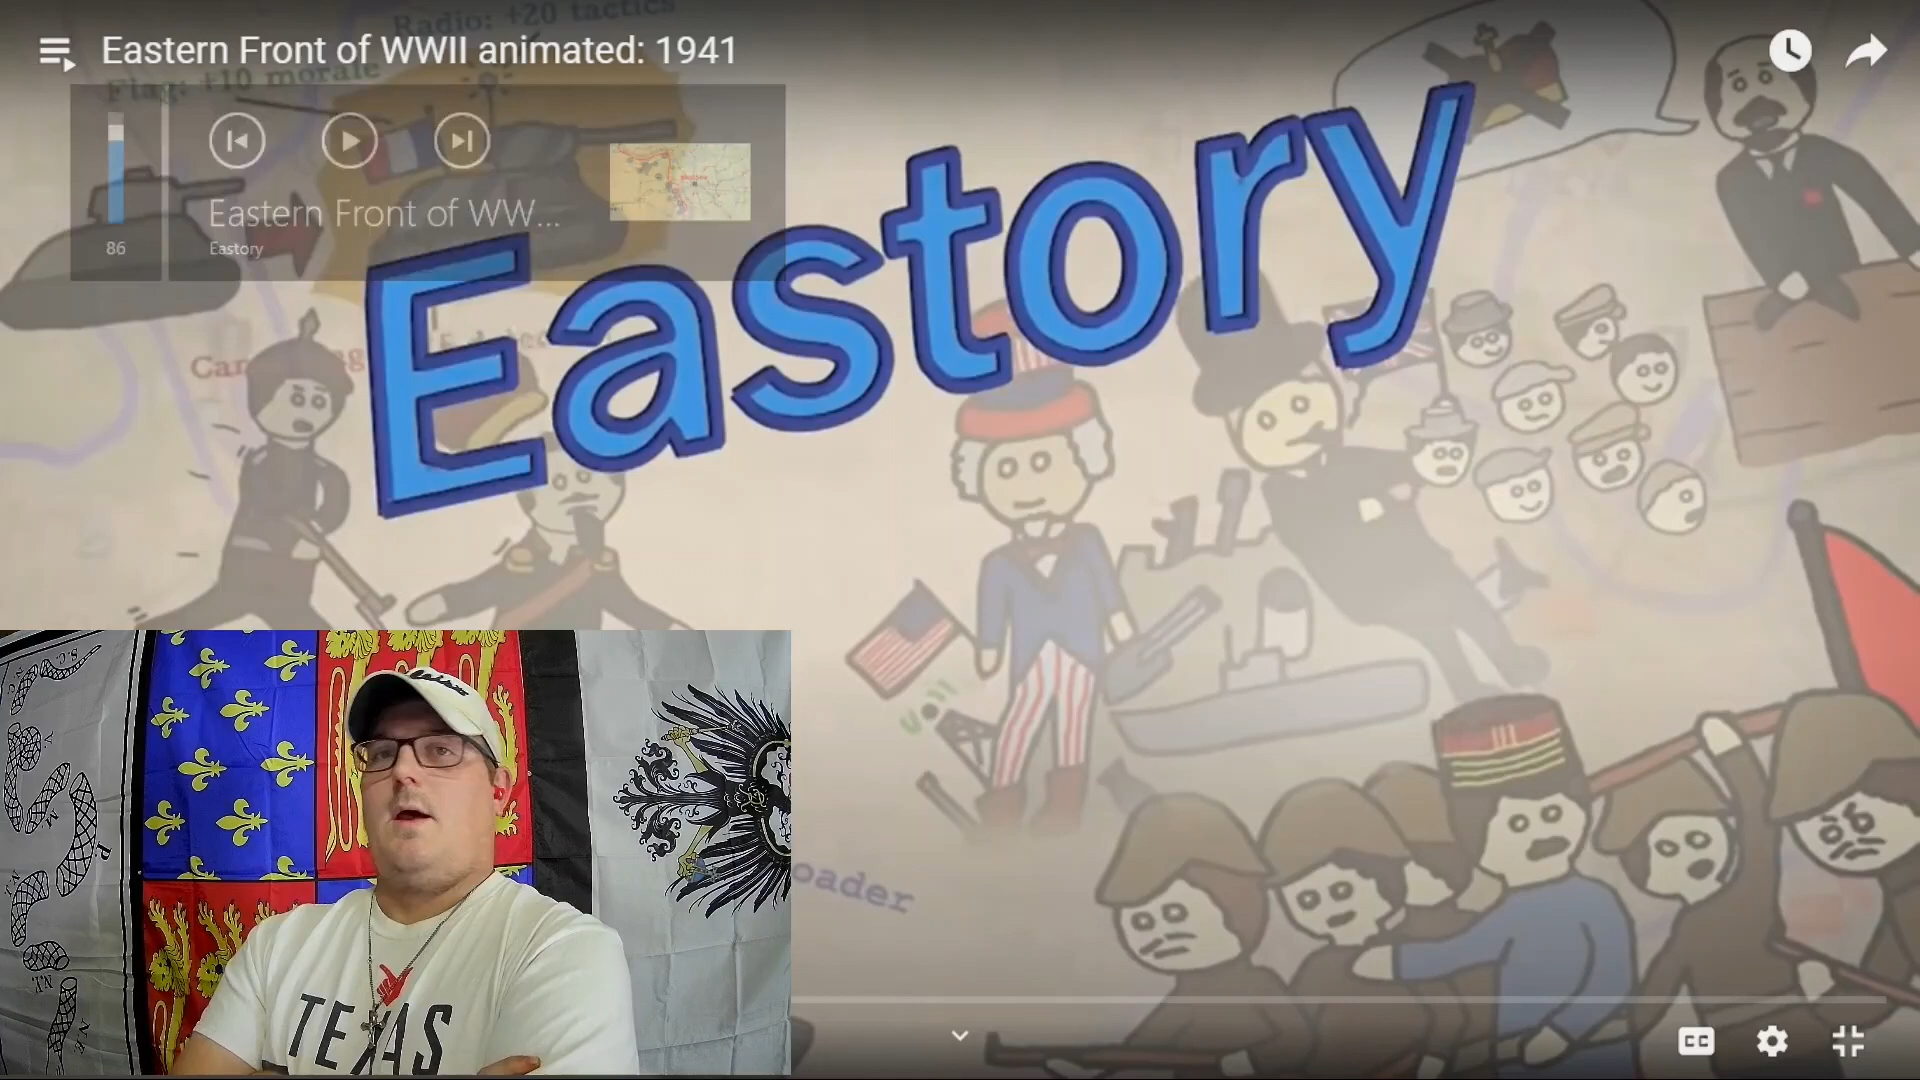 Radio: +20 tactics
Eastern Front of WWII animated: 1941
Flag: +10 morale
Eastern Front of WW...
86
Eastory
Eastory
oader
S.C.
N.C.
V.
M.
P.
N.J.
N.Y.
N.E.
TEXAS
CC